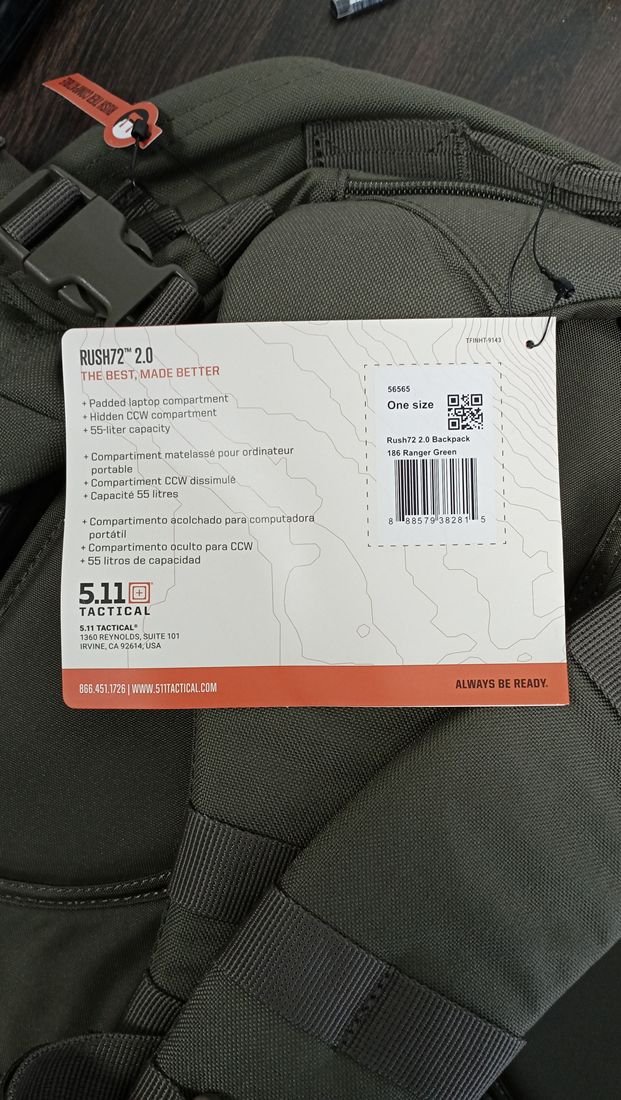 HIDDEN CCW COMPARTMENT
TFINHT-9143
RUSH72™ 2.0
THE BEST, MADE BETTER
+ Padded laptop compartment
+ Hidden CCW compartment
+ 55-liter capacity
+ Compartiment matelassé pour ordinateur
portable
+ Compartiment CCW dissimulé
+ Capacité 55 litres
+ Compartimento acolchado para computadora
portátil
+ Compartimento oculto para CCW
+ 55 litros de capacidad
56565
One size
Rush72 2.0 Backpack
186 Ranger Green
8 88579 38281 5
5.11
TACTICAL
5.11 TACTICAL®
1360 REYNOLDS, SUITE 101
IRVINE, CA 92614, USA
866.451.1726 | WWW.511TACTICAL.COM
ALWAYS BE READY.